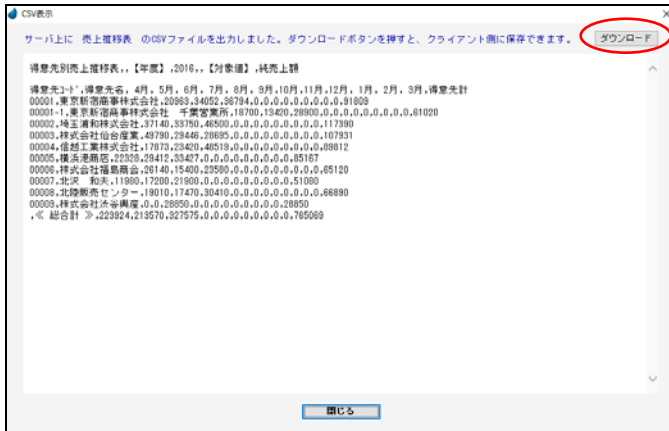 CSV表示
サーバ上に 売上推移表 のCSVファイルを出力しました。ダウンロードボタンを押すと、クライアント側に保存できます。 ダウンロード
得意先別売上推移表,,【年度】,2016,,【対象値】,純売上額
得意先ｺｰﾄﾞ,得意先名, 4月, 5月, 6月, 7月, 8月, 9月,10月,11月,12月, 1月, 2月, 3月,得意先計
00001,東京新宿商事株式会社,20963,34052,36794,0,0,0,0,0,0,0,0,0,91809
00001-1,東京新宿商事株式会社 千葉営業所,18700,13420,28900,0,0,0,0,0,0,0,0,0,61020
00002,埼玉浦和株式会社,37140,33750,46500,0,0,0,0,0,0,0,0,0,117390
00003,株式会社仙台産業,49790,29446,28695,0,0,0,0,0,0,0,0,0,107931
00004,信越工業株式会社,17873,23420,48519,0,0,0,0,0,0,0,0,0,89812
00005,横浜港商店,22328,29412,33427,0,0,0,0,0,0,0,0,0,85167
00006,株式会社福島商会,26140,15400,23580,0,0,0,0,0,0,0,0,0,65120
00007,北沢 和夫,11980,17200,21900,0,0,0,0,0,0,0,0,0,51080
00008,北陸販売センター,19010,17470,30410,0,0,0,0,0,0,0,0,0,66890
00009,株式会社渋谷興産,0,0,28850,0,0,0,0,0,0,0,0,0,28850
,≪ 総合計 ≫,223924,213570,327575,0,0,0,0,0,0,0,0,0,765069
閉じる